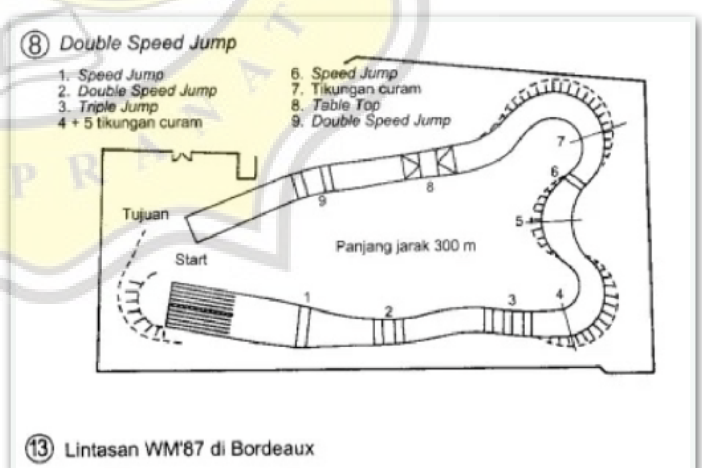 8 Double Speed Jump
1. Speed Jump
2. Double Speed Jump
3. Triple Jump
4 + 5 tikungan curam
6. Speed Jump
7. Tikungan curam
8. Table Top
9. Double Speed Jump
PRANAT
7
6
9
8
Tujuan
5
Panjang jarak 300 m
Start
1
2
3
4
13 Lintasan WM'87 di Bordeaux